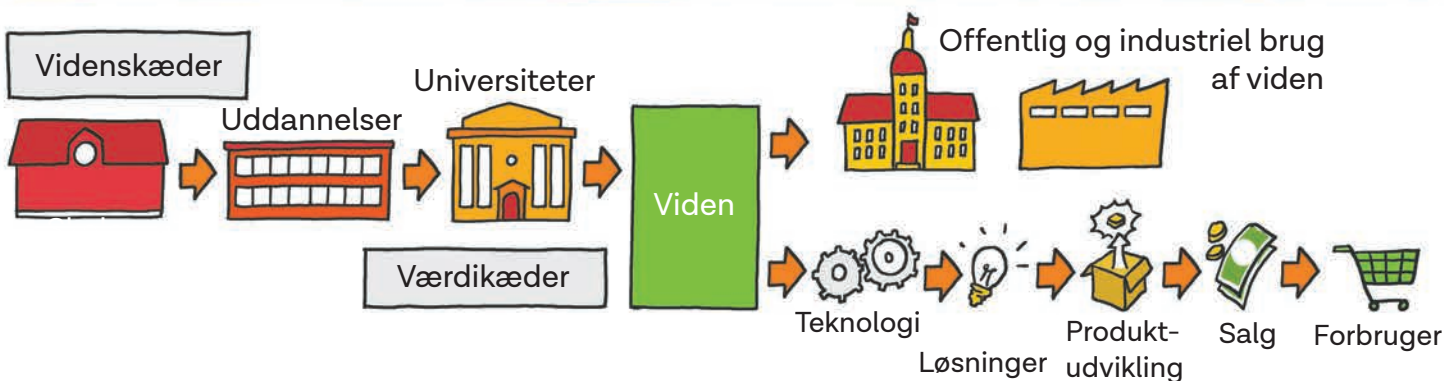 Videnskæder
Uddannelser
Universiteter
Viden
Offentlig og industriel brug
af viden
Værdikæder
Teknologi
Løsninger
Produkt-
udvikling
Salg
Forbruger